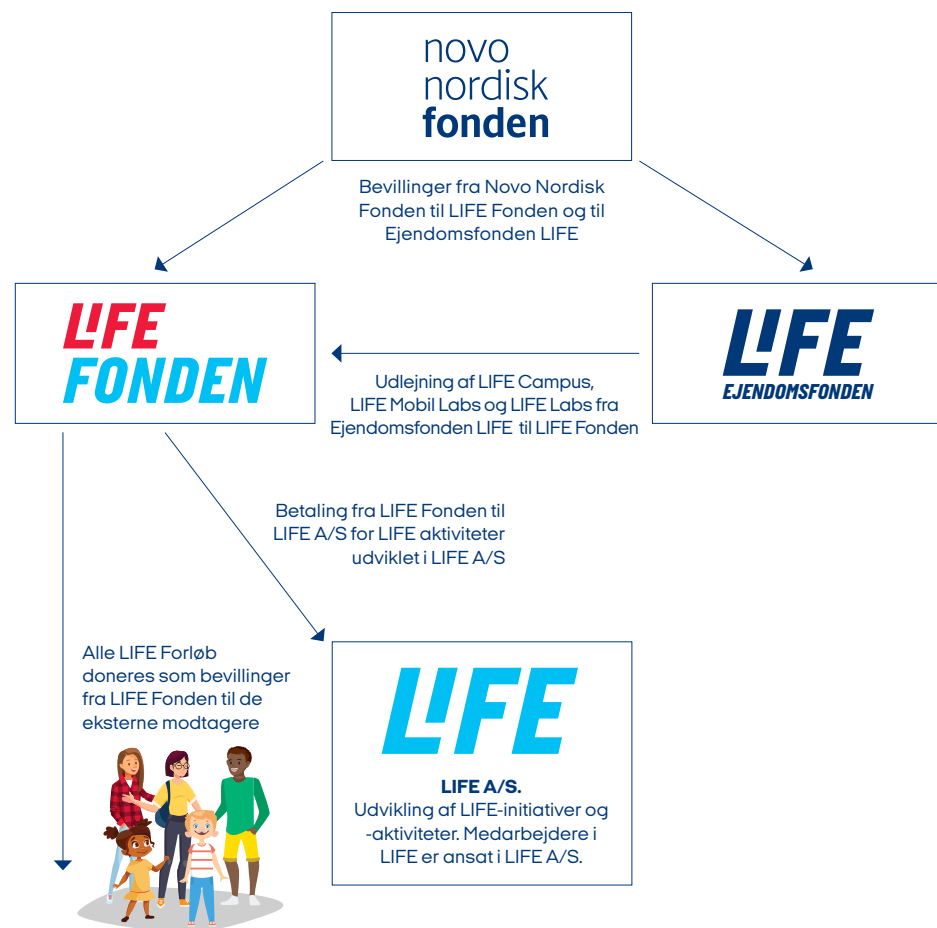 novo
nordisk
fonden
Bevillinger fra Novo Nordisk
Fonden til LIFE Fonden og til
Ejendomsfonden LIFE
LIFE
FONDEN
LIFE
EJENDOMSFONDEN
Udlejning af LIFE Campus,
LIFE Mobil Labs og LIFE Labs fra
Ejendomsfonden LIFE til LIFE Fonden
Betaling fra LIFE Fonden til
LIFE A/S for LIFE aktiviteter
udviklet i LIFE A/S
Alle LIFE Forløb
doneres som bevillinger
fra LIFE Fonden til de
eksterne modtagere
LIFE
LIFE A/S.
Udvikling af LIFE-initiativer og
-aktiviteter. Medarbejdere i
LIFE er ansat i LIFE A/S.